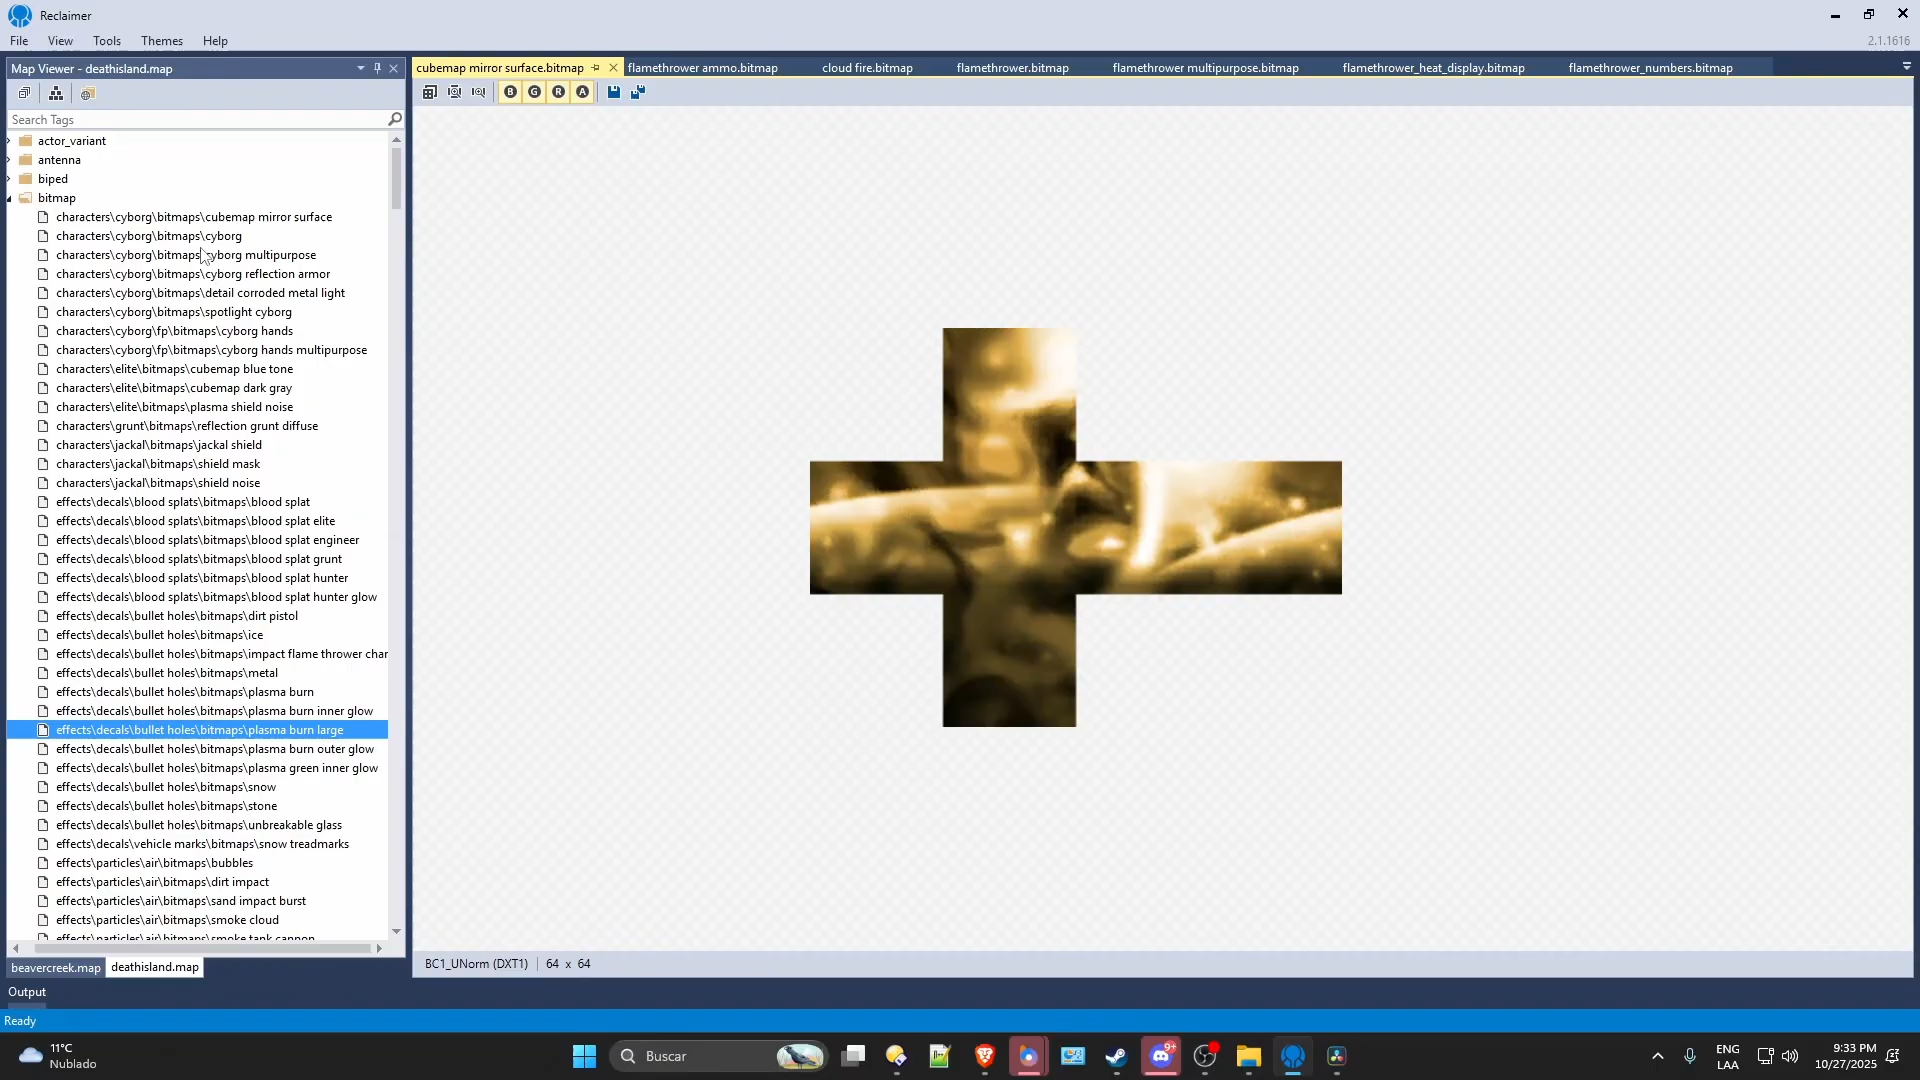 Reclaimer
File View Tools Themes Help
2.1.1616
Map Viewer - deathisland.map
cubemap mirror surface.bitmap flamethrower ammo.bitmap cloud fire.bitmap flamethrower.bitmap flamethrower multipurpose.bitmap flamethrower_heat_display.bitmap flamethrower_numbers.bitmap
B G R A
Search Tags
actor_variant
antenna
biped
bitmap
characters\cyborg\bitmaps\cubemap mirror surface
characters\cyborg\bitmaps\cyborg
characters\cyborg\bitmaps\cyborg multipurpose
characters\cyborg\bitmaps\cyborg reflection armor
characters\cyborg\bitmaps\detail corroded metal light
characters\cyborg\bitmaps\spotlight cyborg
characters\cyborg\fp\bitmaps\cyborg hands
characters\cyborg\fp\bitmaps\cyborg hands multipurpose
characters\elite\bitmaps\cubemap blue tone
characters\elite\bitmaps\cubemap dark gray
characters\elite\bitmaps\plasma shield noise
characters\grunt\bitmaps\reflection grunt diffuse
characters\jackal\bitmaps\jackal shield
characters\jackal\bitmaps\shield mask
characters\jackal\bitmaps\shield noise
effects\decals\blood splats\bitmaps\blood splat
effects\decals\blood splats\bitmaps\blood splat elite
effects\decals\blood splats\bitmaps\blood splat engineer
effects\decals\blood splats\bitmaps\blood splat grunt
effects\decals\blood splats\bitmaps\blood splat hunter
effects\decals\blood splats\bitmaps\blood splat hunter glow
effects\decals\bullet holes\bitmaps\dirt pistol
effects\decals\bullet holes\bitmaps\ice
effects\decals\bullet holes\bitmaps\impact flame thrower char
effects\decals\bullet holes\bitmaps\metal
effects\decals\bullet holes\bitmaps\plasma burn
effects\decals\bullet holes\bitmaps\plasma burn inner glow
effects\decals\bullet holes\bitmaps\plasma burn large
effects\decals\bullet holes\bitmaps\plasma burn outer glow
effects\decals\bullet holes\bitmaps\plasma green inner glow
effects\decals\bullet holes\bitmaps\snow
effects\decals\bullet holes\bitmaps\stone
effects\decals\bullet holes\bitmaps\unbreakable glass
effects\decals\vehicle marks\bitmaps\snow treadmarks
effects\particles\air\bitmaps\bubbles
effects\particles\air\bitmaps\dirt impact
effects\particles\air\bitmaps\sand impact burst
effects\particles\air\bitmaps\smoke cloud
effects\particles\air\bitmaps\smoke tank cannon
beavercreek.map deathisland.map
BC1_UNorm (DXT1) 64 x 64
Output
Ready
11°C
Nublado
Buscar
9+
ENG
LAA
9:33 PM
10/27/2025